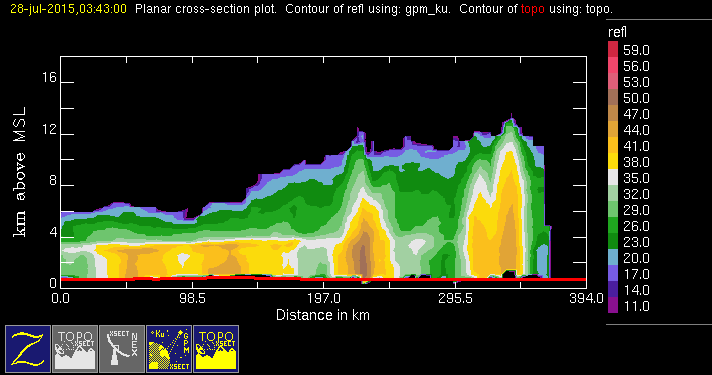 28-jul-2015,03:43:00 Planar cross-section plot. Contour of refl using: gpm_ku. Contour of topo using: topo.
refl
59.0
56.0
53.0
50.0
47.0
44.0
41.0
38.0
35.0
32.0
29.0
26.0
23.0
20.0
17.0
14.0
11.0
km above MSL
16
12
8
4
0
0.0 98.5 197.0 295.5 394.0
Distance in km
Z
TOPO
XSECT
XSECT
NEXR
Ku
GPM
XSECT
TOPO
XSECT